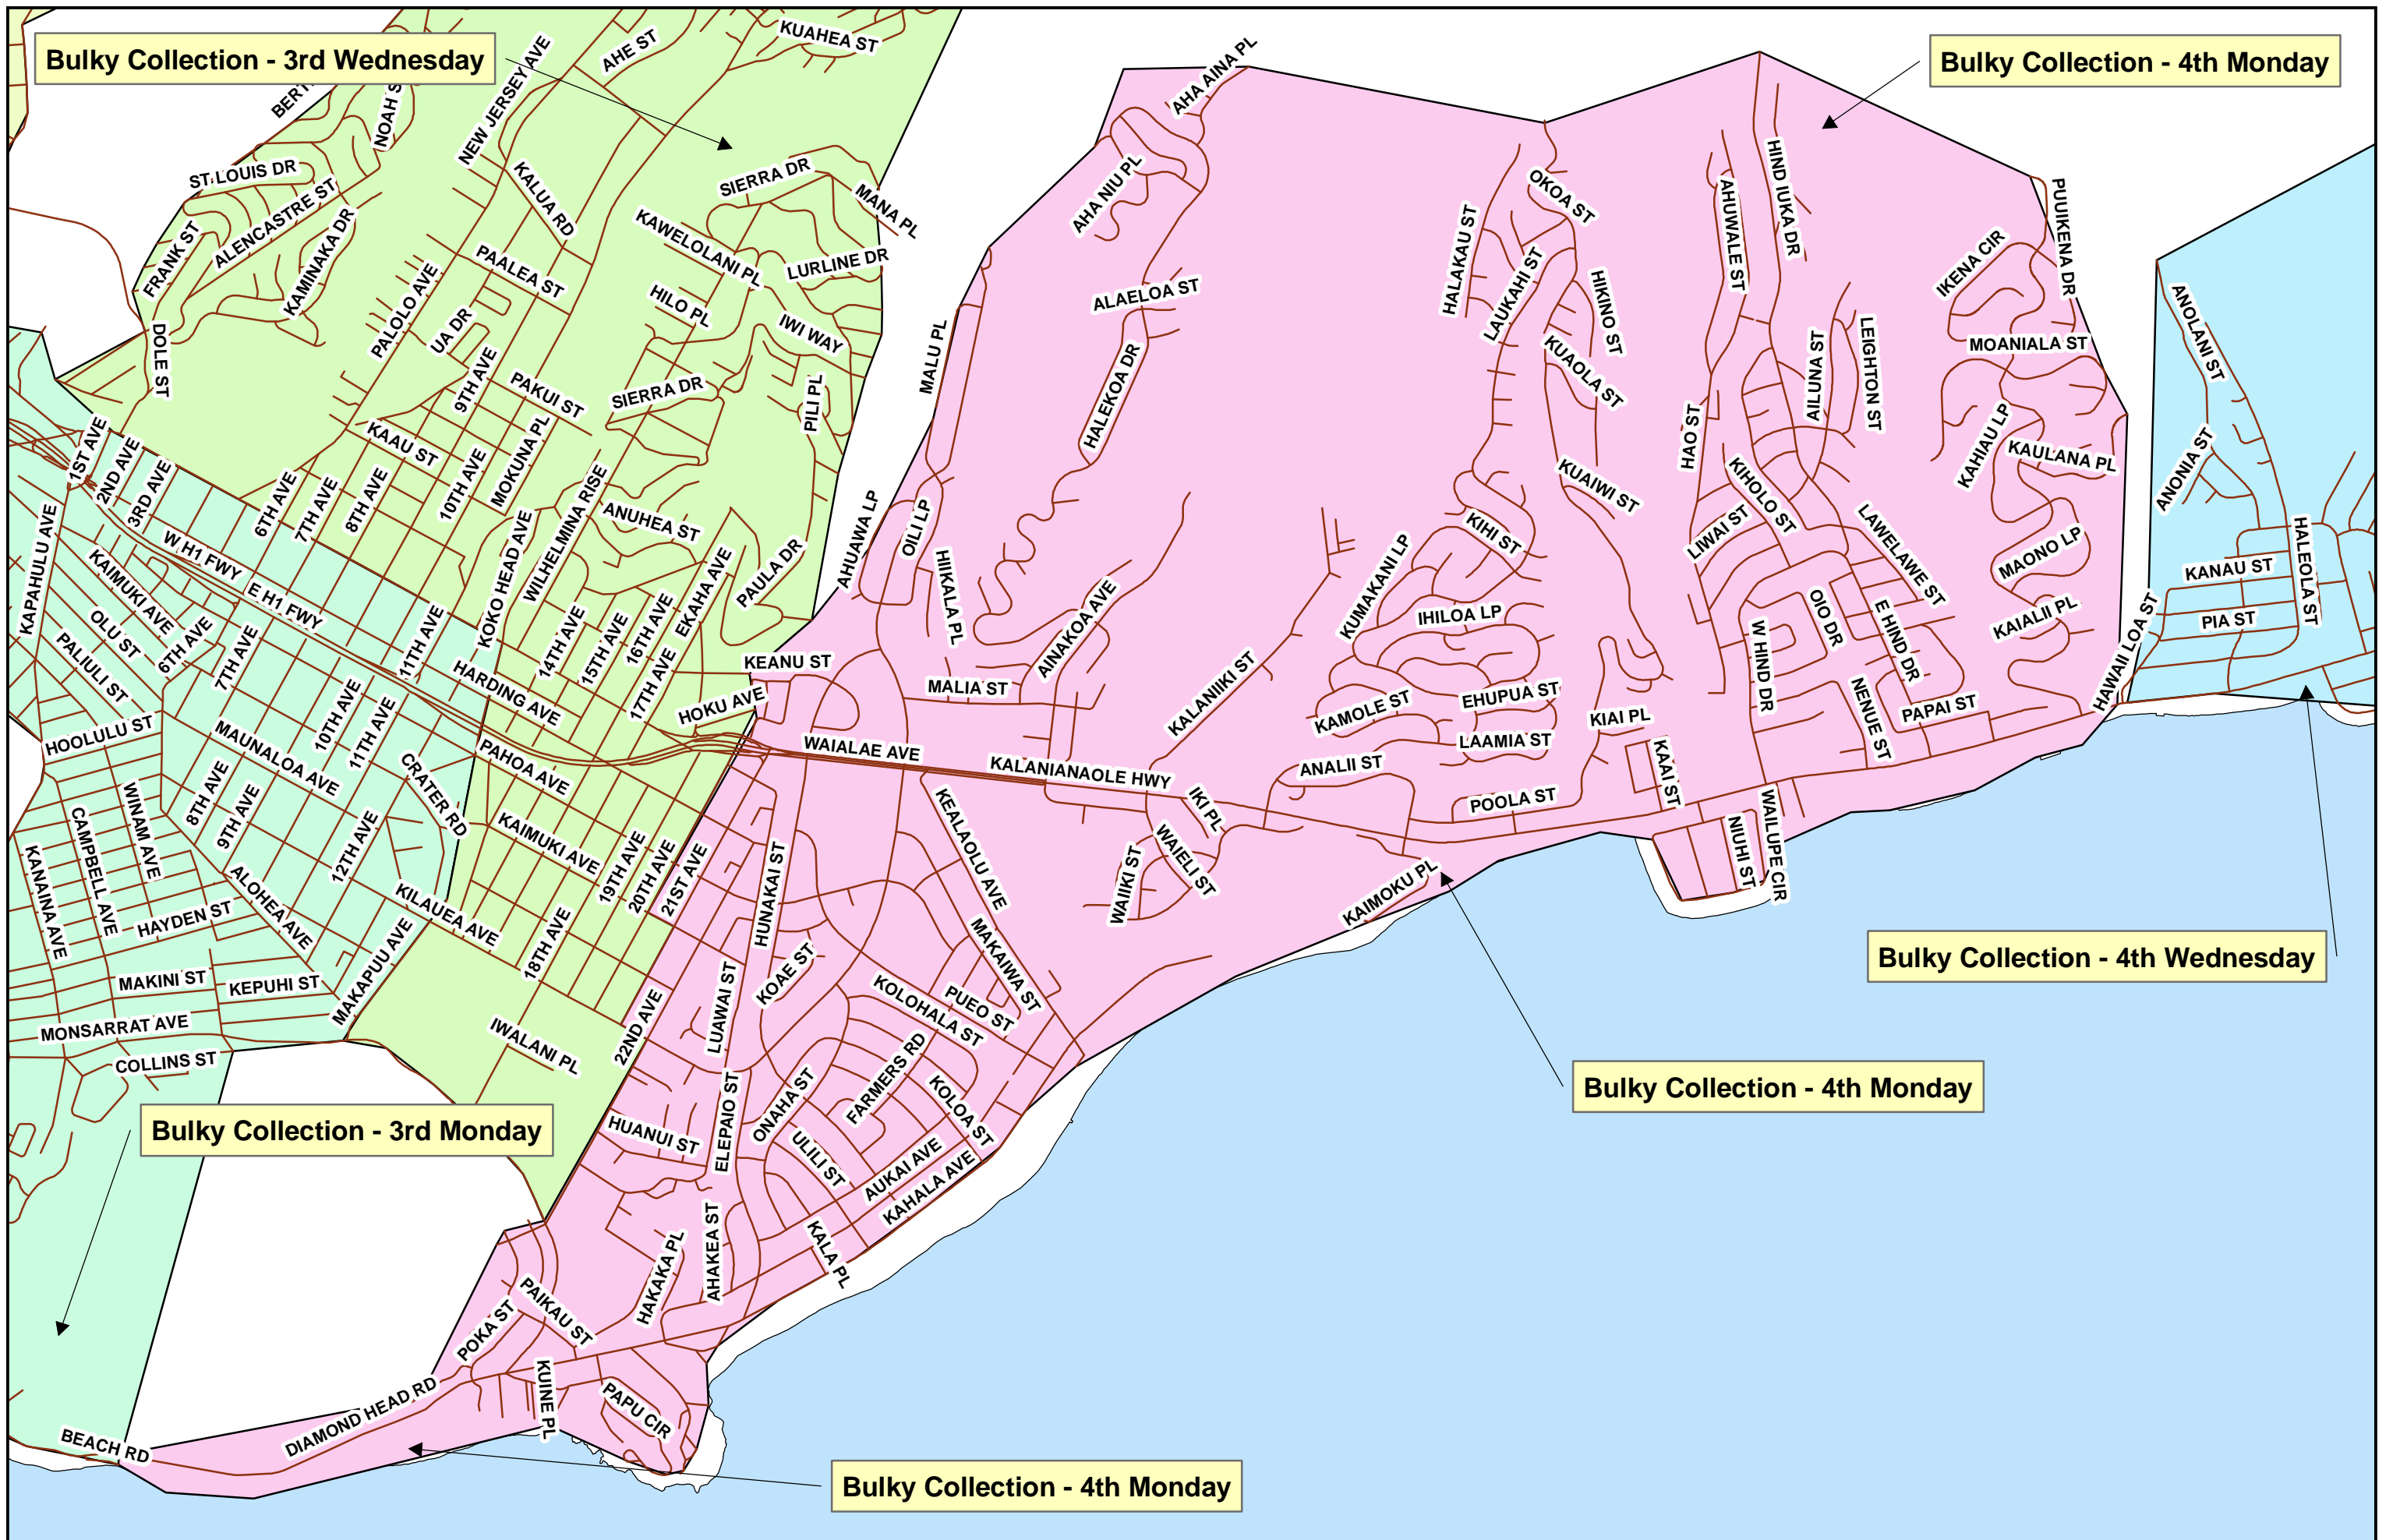 Bulky Collection - 3rd Wednesday
Bulky Collection - 4th Monday
KUAHEA ST
AHE ST
NEW JERSEY AVE
NOAH S
BERT
AHA AINA PL
ST LOUIS DR
ALENCASTRE ST
FRANK ST
KAMINAKA DR
DOLE ST
KALUA RD
SIERRA DR
MANA PL
KAWELOLANI PL
LURLINE DR
PAALEA ST
PALOLO AVE
UA DR
HILO PL
IWI WAY
9TH AVE
PAKUI ST
SIERRA DR
PILI PL
AHA NIU PL
ALAELOA ST
MALU PL
HALEKOA DR
HALAKAU ST
OKOA ST
LAUKAHI ST
HIKINO ST
KUAOLA ST
AHUWALE ST
HIND IUKA DR
PUUIKENA DR
IKENA CIR
MOANIALA ST
AILUNA ST
LEIGHTON ST
ANOLANI ST
ANONIA ST
KAHIAU LP
KAULANA PL
HAO ST
KUAIWI ST
KIHOLO ST
LIWAI ST
LAWELAWE ST
MAONO LP
KANAU ST
HALEOLA ST
PIA ST
HAWAII LOA ST
KAIALII PL
1ST AVE
2ND AVE
3RD AVE
KAAU ST
6TH AVE
7TH AVE
8TH AVE
10TH AVE
MOKUNA PL
WILHELMINA RISE
ANUHEA ST
KOKO HEAD AVE
EKAHA AVE
PAULA DR
AHUAWA LP
OILI LP
HIIKALA PL
AINAKOA AVE
KIHI ST
KUMAKANI LP
IHILOA LP
OIO DR
E HIND DR
W HIND DR
KAPAHULU AVE
W H1 FWY
E H1 FWY
KAIMUKI AVE
OLU ST
PALIULI ST
6TH AVE
7TH AVE
11TH AVE
HARDING AVE
14TH AVE
15TH AVE
16TH AVE
17TH AVE
KEANU ST
HOKU AVE
MALIA ST
KALANIIKI ST
KAMOLE ST
EHUPUA ST
LAAMIA ST
KIAI PL
NENUE ST
PAPAI ST
HOOLULU ST
MAUNALOA AVE
10TH AVE
11TH AVE
CRATER RD
PAHOA AVE
WAIALAE AVE
KALANIANAOLE HWY
ANALII ST
POOLA ST
KAAI ST
WAILUPE CIR
NIUHI ST
IKI PL
WAIELI ST
WAIIKI ST
KAIMOKU PL
WINAM AVE
CAMPBELL AVE
KANAINA AVE
8TH AVE
9TH AVE
12TH AVE
KAIMUKI AVE
19TH AVE
20TH AVE
21ST AVE
HUNAKAI ST
KEALAOLU AVE
MAKAIWA ST
ALOHEA AVE
KILAUEA AVE
HAYDEN ST
MAKAPUU AVE
18TH AVE
MAKINI ST
KEPUHI ST
MONSARRAT AVE
COLLINS ST
IWALANI PL
22ND AVE
LUAWAI ST
KOAE ST
KOLOHALA ST
PUEO ST
FARMERS RD
KOLOA ST
ONAHA ST
ELEPAIO ST
HUANUI ST
ULILI ST
AUKAI AVE
KAHALA AVE
KALA PL
AHAKEA ST
HAKAKA PL
PAIKAU ST
POKA ST
KUINE PL
PAPU CIR
DIAMOND HEAD RD
BEACH RD
Bulky Collection - 4th Wednesday
Bulky Collection - 4th Monday
Bulky Collection - 3rd Monday
Bulky Collection - 4th Monday